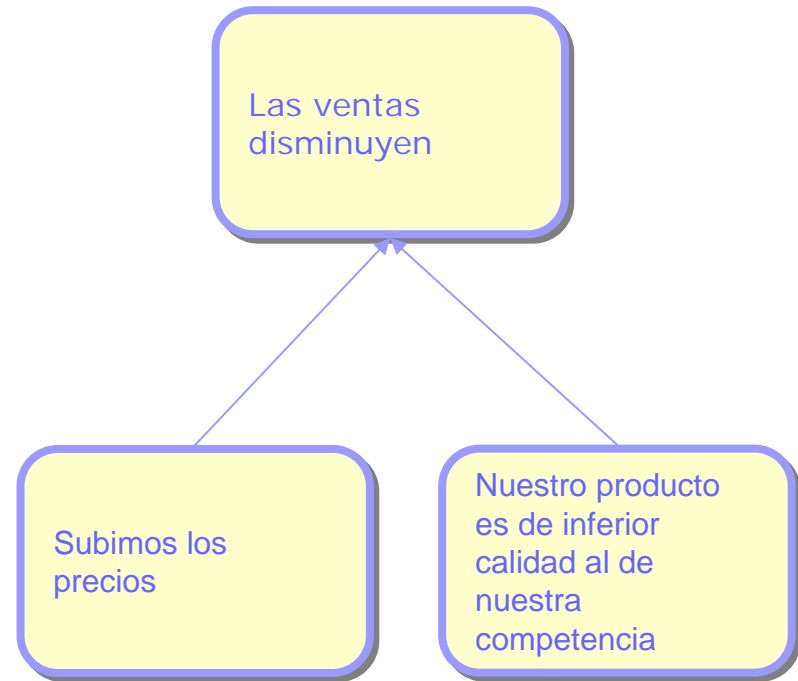 Las ventas
disminuyen
Subimos los
precios
Nuestro producto
es de inferior
calidad al de
nuestra
competencia